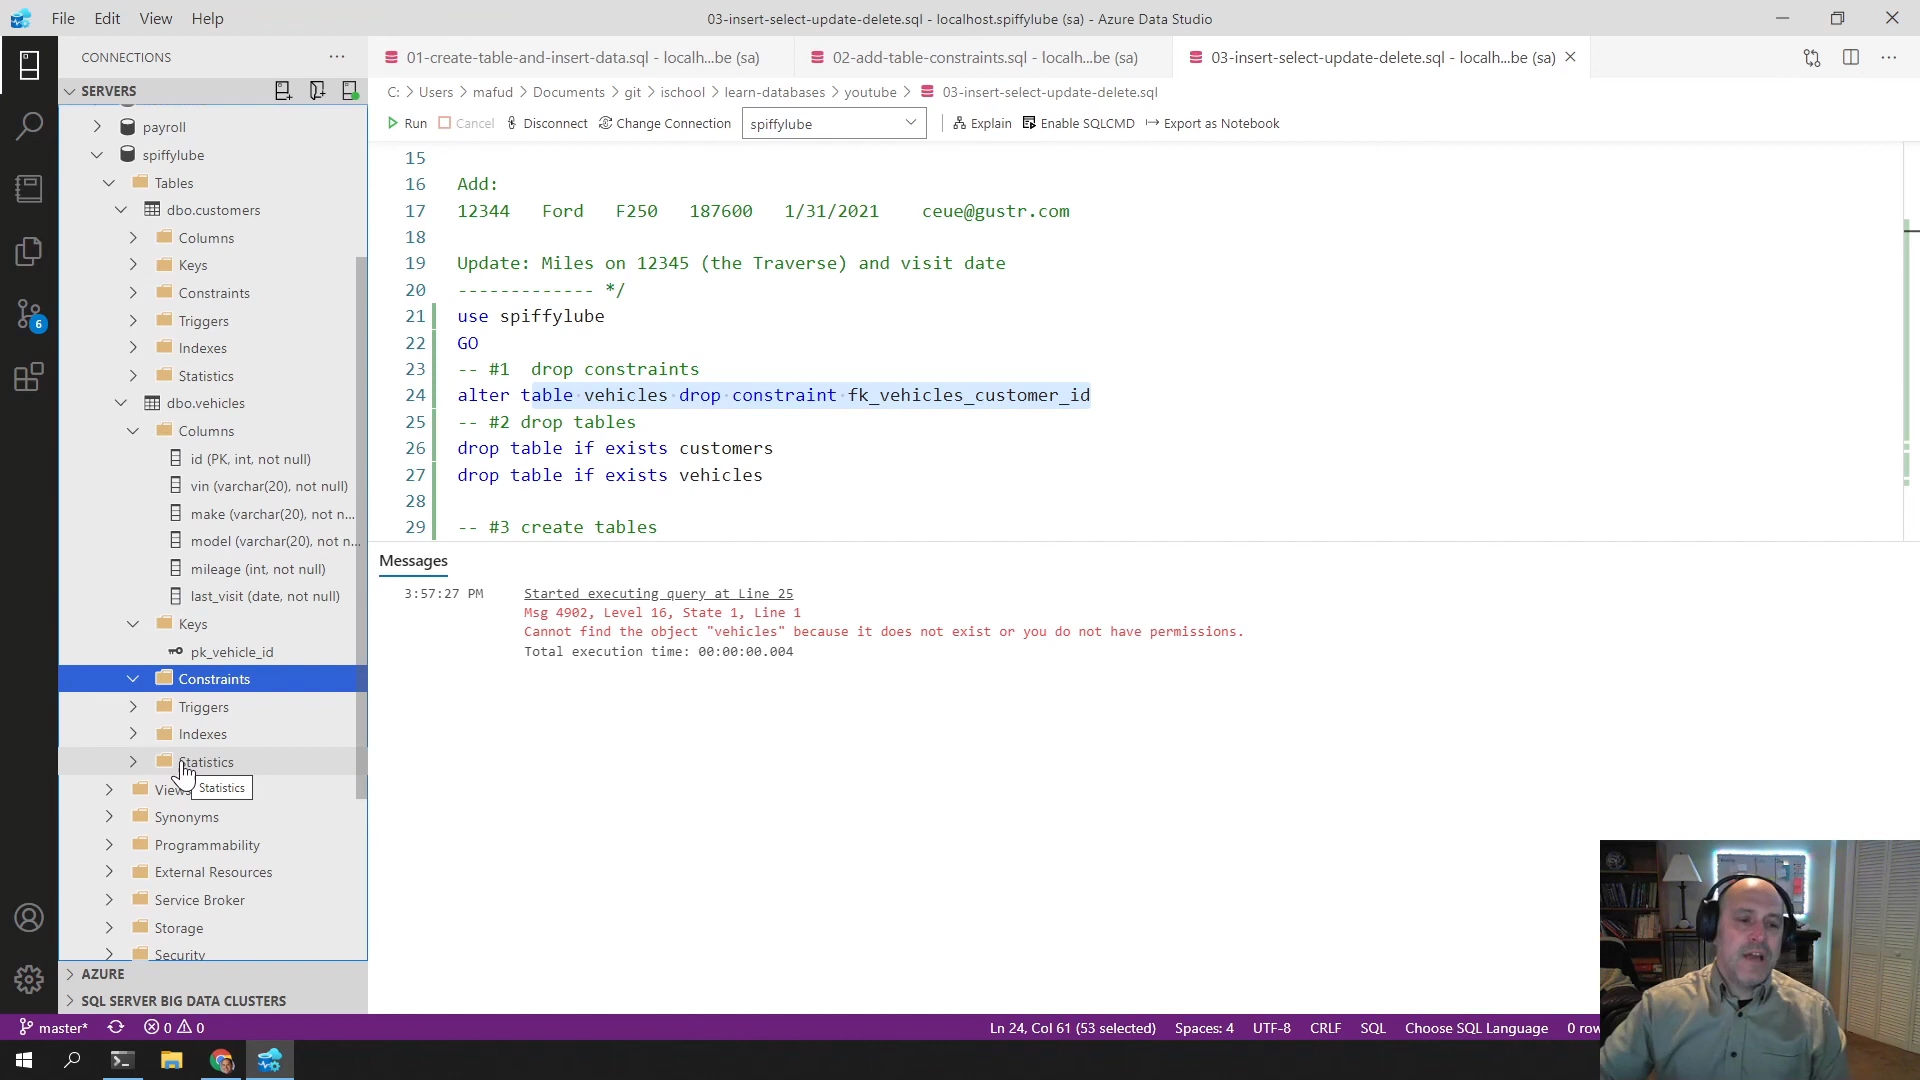 File Edit View Help
03-insert-select-update-delete.sql - localhost.spiffylube (sa) - Azure Data Studio
CONNECTIONS
SERVERS
payroll
spiffylube
Tables
dbo.customers
Columns
Keys
Constraints
Triggers
Indexes
Statistics
dbo.vehicles
Columns
id (PK, int, not null)
vin (varchar(20), not null)
make (varchar(20), not n...
model (varchar(20), not n...
mileage (int, not null)
last_visit (date, not null)
Keys
pk_vehicle_id
Constraints
Triggers
Indexes
Statistics
Statistics
Views
Synonyms
Programmability
External Resources
Service Broker
Storage
Security
AZURE
SQL SERVER BIG DATA CLUSTERS
6
01-create-table-and-insert-data.sql - localh...be (sa)
02-add-table-constraints.sql - localh...be (sa)
03-insert-select-update-delete.sql - localh...be (sa)
C: > Users > mafud > Documents > git > ischool > learn-databases > youtube > 03-insert-select-update-delete.sql
Run Cancel Disconnect Change Connection spiffylube Explain Enable SQLCMD Export as Notebook
15
16 Add:
17 12344 Ford F250 187600 1/31/2021 ceue@gustr.com
18
19 Update: Miles on 12345 (the Traverse) and visit date
20 ------------- */
21 use spiffylube
22 GO
23 -- #1 drop constraints
24 alter table vehicles drop constraint fk_vehicles_customer_id
25 -- #2 drop tables
26 drop table if exists customers
27 drop table if exists vehicles
28
29 -- #3 create tables
Messages
3:57:27 PM Started executing query at Line 25
Msg 4902, Level 16, State 1, Line 1
Cannot find the object "vehicles" because it does not exist or you do not have permissions.
Total execution time: 00:00:00.004
master* 0 0 Ln 24, Col 61 (53 selected) Spaces: 4 UTF-8 CRLF SQL Choose SQL Language 0 row